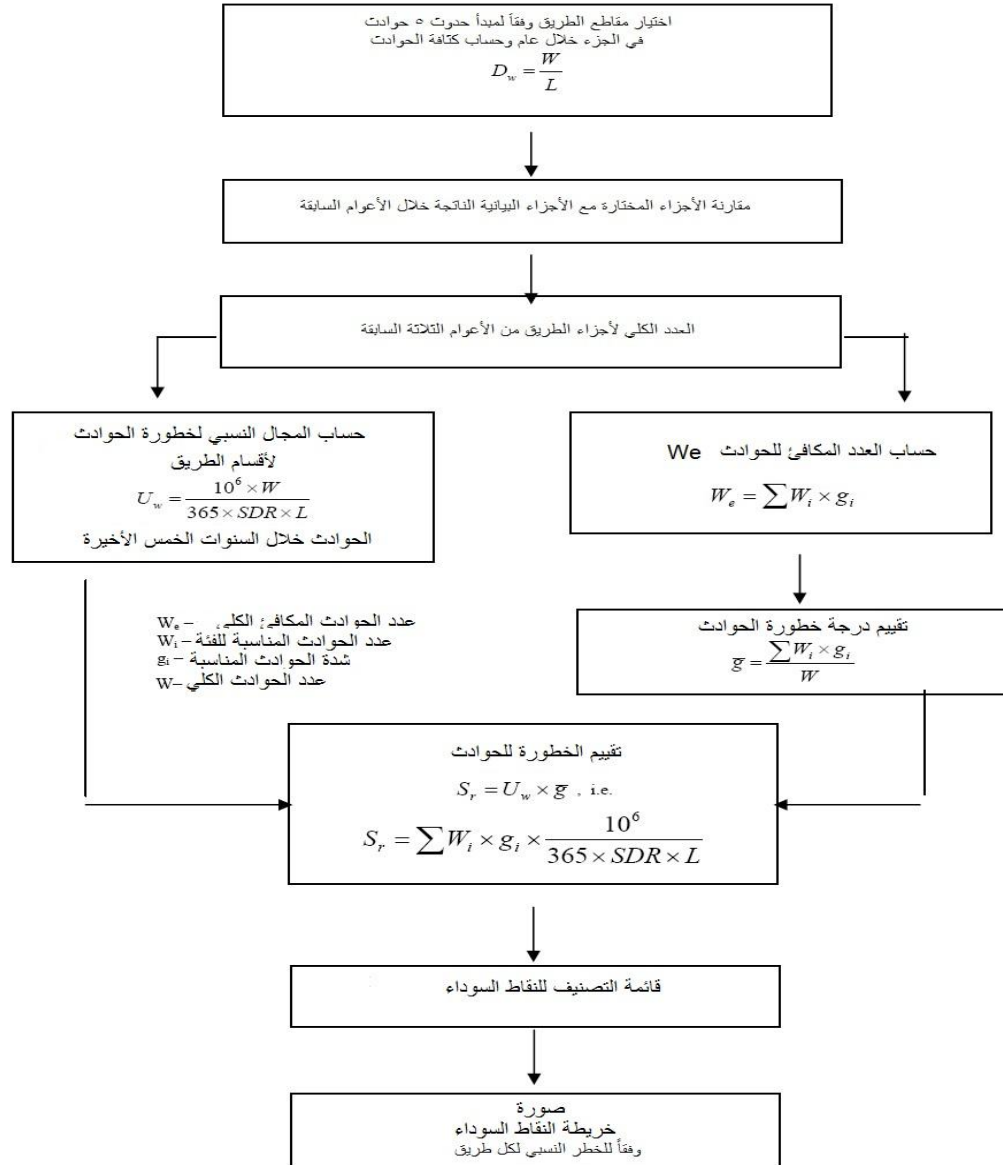 اختيار مقاطع الطريق وفقاً لمبدأ حدوث ٥ حوادث
في الجزء خلال عام وحساب كثافة الحوادث
D_w = W / L
مقارنة الأجزاء المختارة مع الأجزاء البيانية الناتجة خلال الأعوام السابقة
العدد الكلي لأجزاء الطريق من الأعوام الثلاثة السابقة
حساب المجال النسبي لخطورة الحوادث
لأقسام الطريق
U_w = 10^6 × W / 365 × SDR × L
الحوادث خلال السنوات الخمس الأخيرة
حساب العدد المكافئ للحوادث We
W_e = ∑ W_i × g_i
تقييم درجة خطورة الحوادث
g̅ = ∑ W_i × g_i / W
W_e – عدد الحوادث المكافئ الكلي
W_i – عدد الحوادث المناسبة للفئة
g_i – شدة الحوادث المناسبة
W – عدد الحوادث الكلي
تقييم الخطورة للحوادث
S_r = U_w × g̅ , i.e.
S_r = ∑ W_i × g_i × 10^6 / 365 × SDR × L
قائمة التصنيف للنقاط السوداء
صورة
خريطة النقاط السوداء
وفقاً للخطر النسبي لكل طريق